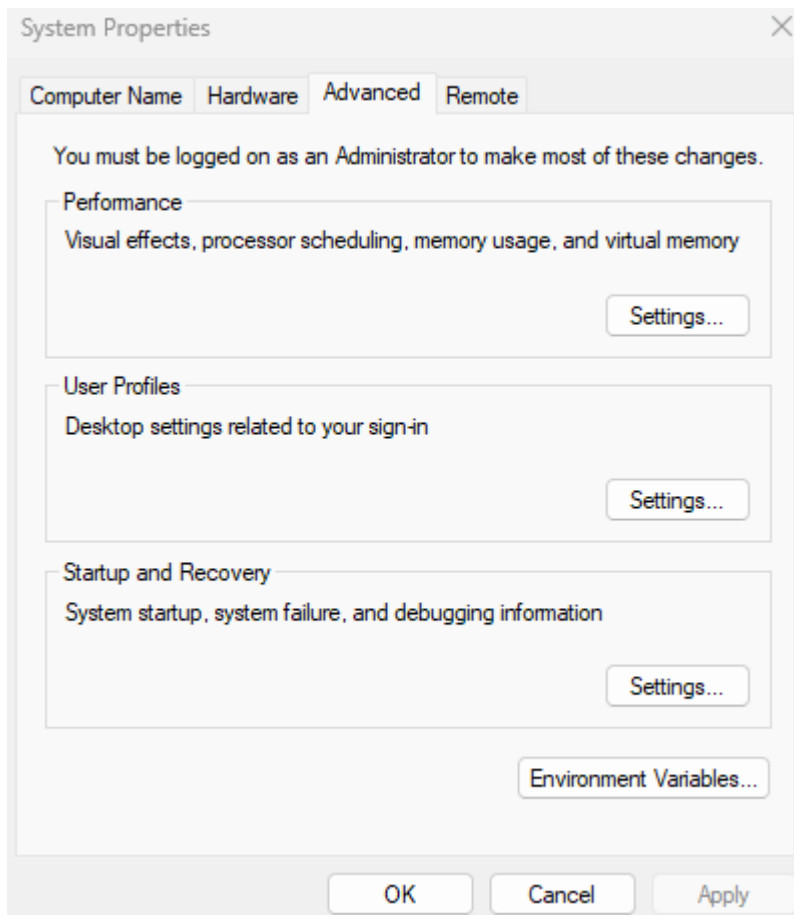 System Properties
Computer Name Hardware Advanced Remote
You must be logged on as an Administrator to make most of these changes.
Performance
Visual effects, processor scheduling, memory usage, and virtual memory
Settings...
User Profiles
Desktop settings related to your sign-in
Settings...
Startup and Recovery
System startup, system failure, and debugging information
Settings...
Environment Variables...
OK Cancel Apply